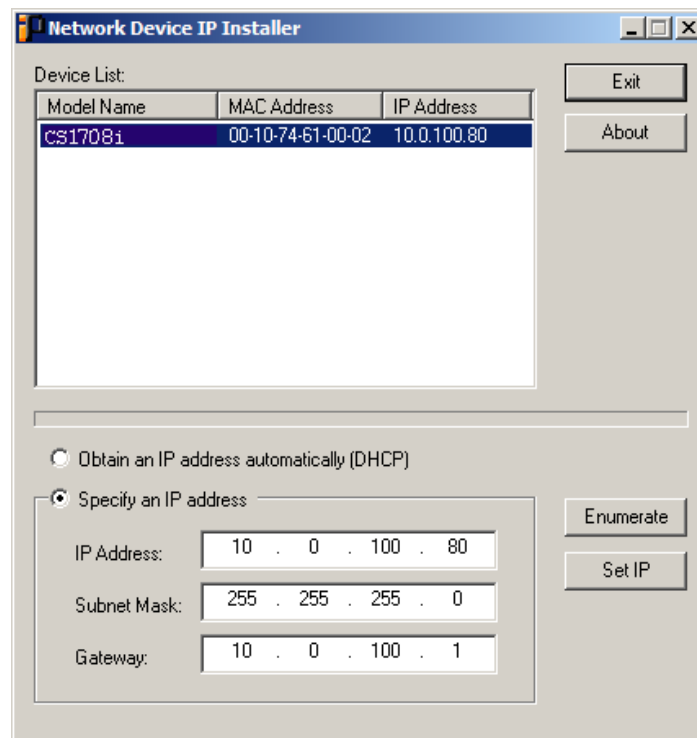 Network Device IP Installer
Device List:
Model Name MAC Address IP Address
CS1708i 00-10-74-61-00-02 10.0.100.80
Exit
About
Obtain an IP address automatically (DHCP)
Specify an IP address
IP Address: 10 . 0 . 100 . 80
Subnet Mask: 255 . 255 . 255 . 0
Gateway: 10 . 0 . 100 . 1
Enumerate
Set IP